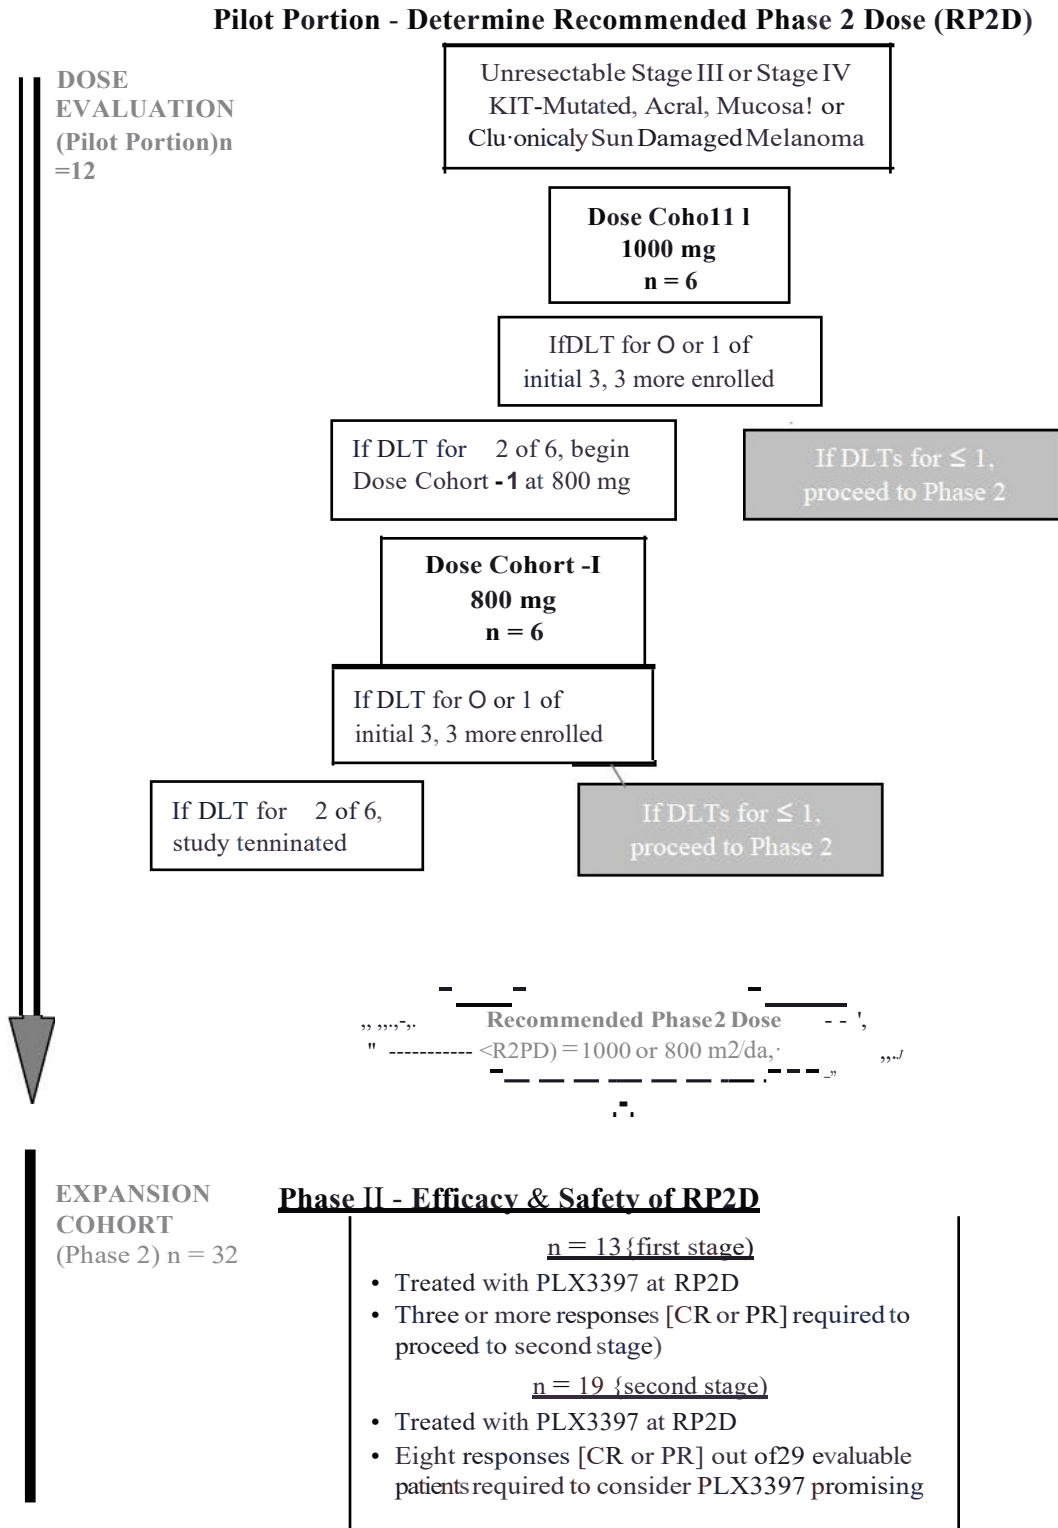 Pilot Portion - Determine Recommended Phase 2 Dose (RP2D)
DOSE
EVALUATION
(Pilot Portion)n
=12
Unresectable Stage III or Stage IV
KIT-Mutated, Acral, Mucosa! or
Clu·onicaly Sun Damaged Melanoma
Dose Coho11 l
1000 mg
n = 6
IfDLT for O or 1 of
initial 3, 3 more enrolled
If DLT for 2 of 6, begin
Dose Cohort -1 at 800 mg
If DLTs for ≤ 1,
proceed to Phase 2
Dose Cohort -I
800 mg
n = 6
If DLT for O or 1 of
initial 3, 3 more enrolled
If DLT for 2 of 6,
study tenninated
If DLTs for ≤ 1,
proceed to Phase 2
Recommended Phase2 Dose
<R2PD) = 1000 or 800 m2/da,·
EXPANSION
COHORT
(Phase 2) n = 32
Phase II - Efficacy & Safety of RP2D
n = 13{first stage)
• Treated with PLX3397 at RP2D
• Three or more responses [CR or PR] required to
proceed to second stage)
n = 19 {second stage)
• Treated with PLX3397 at RP2D
• Eight responses [CR or PR] out of29 evaluable
patients required to consider PLX3397 promising